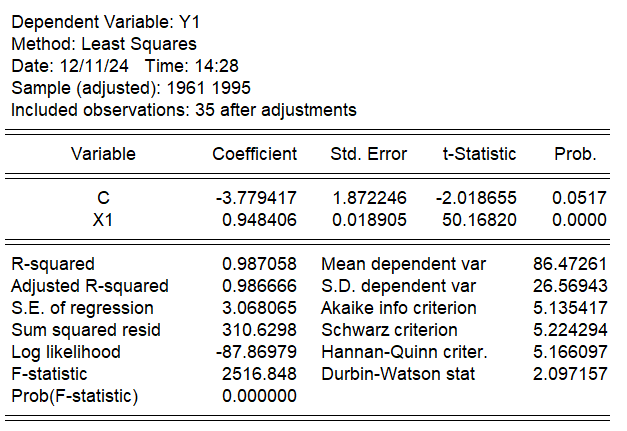 Dependent Variable: Y1
Method: Least Squares
Date: 12/11/24 Time: 14:28
Sample (adjusted): 1961 1995
Included observations: 35 after adjustments
Variable Coefficient Std. Error t-Statistic Prob.
C -3.779417 1.872246 -2.018655 0.0517
X1 0.948406 0.018905 50.16820 0.0000
R-squared 0.987058 Mean dependent var 86.47261
Adjusted R-squared 0.986666 S.D. dependent var 26.56943
S.E. of regression 3.068065 Akaike info criterion 5.135417
Sum squared resid 310.6298 Schwarz criterion 5.224294
Log likelihood -87.86979 Hannan-Quinn criter. 5.166097
F-statistic 2516.848 Durbin-Watson stat 2.097157
Prob(F-statistic) 0.000000